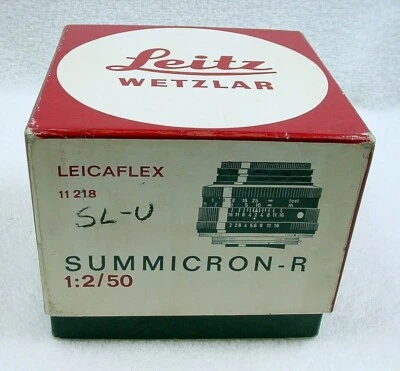 Leitz
WETZLAR
LEICAFLEX
11 218
SL-U
SUMMICRON-R
1:2/50